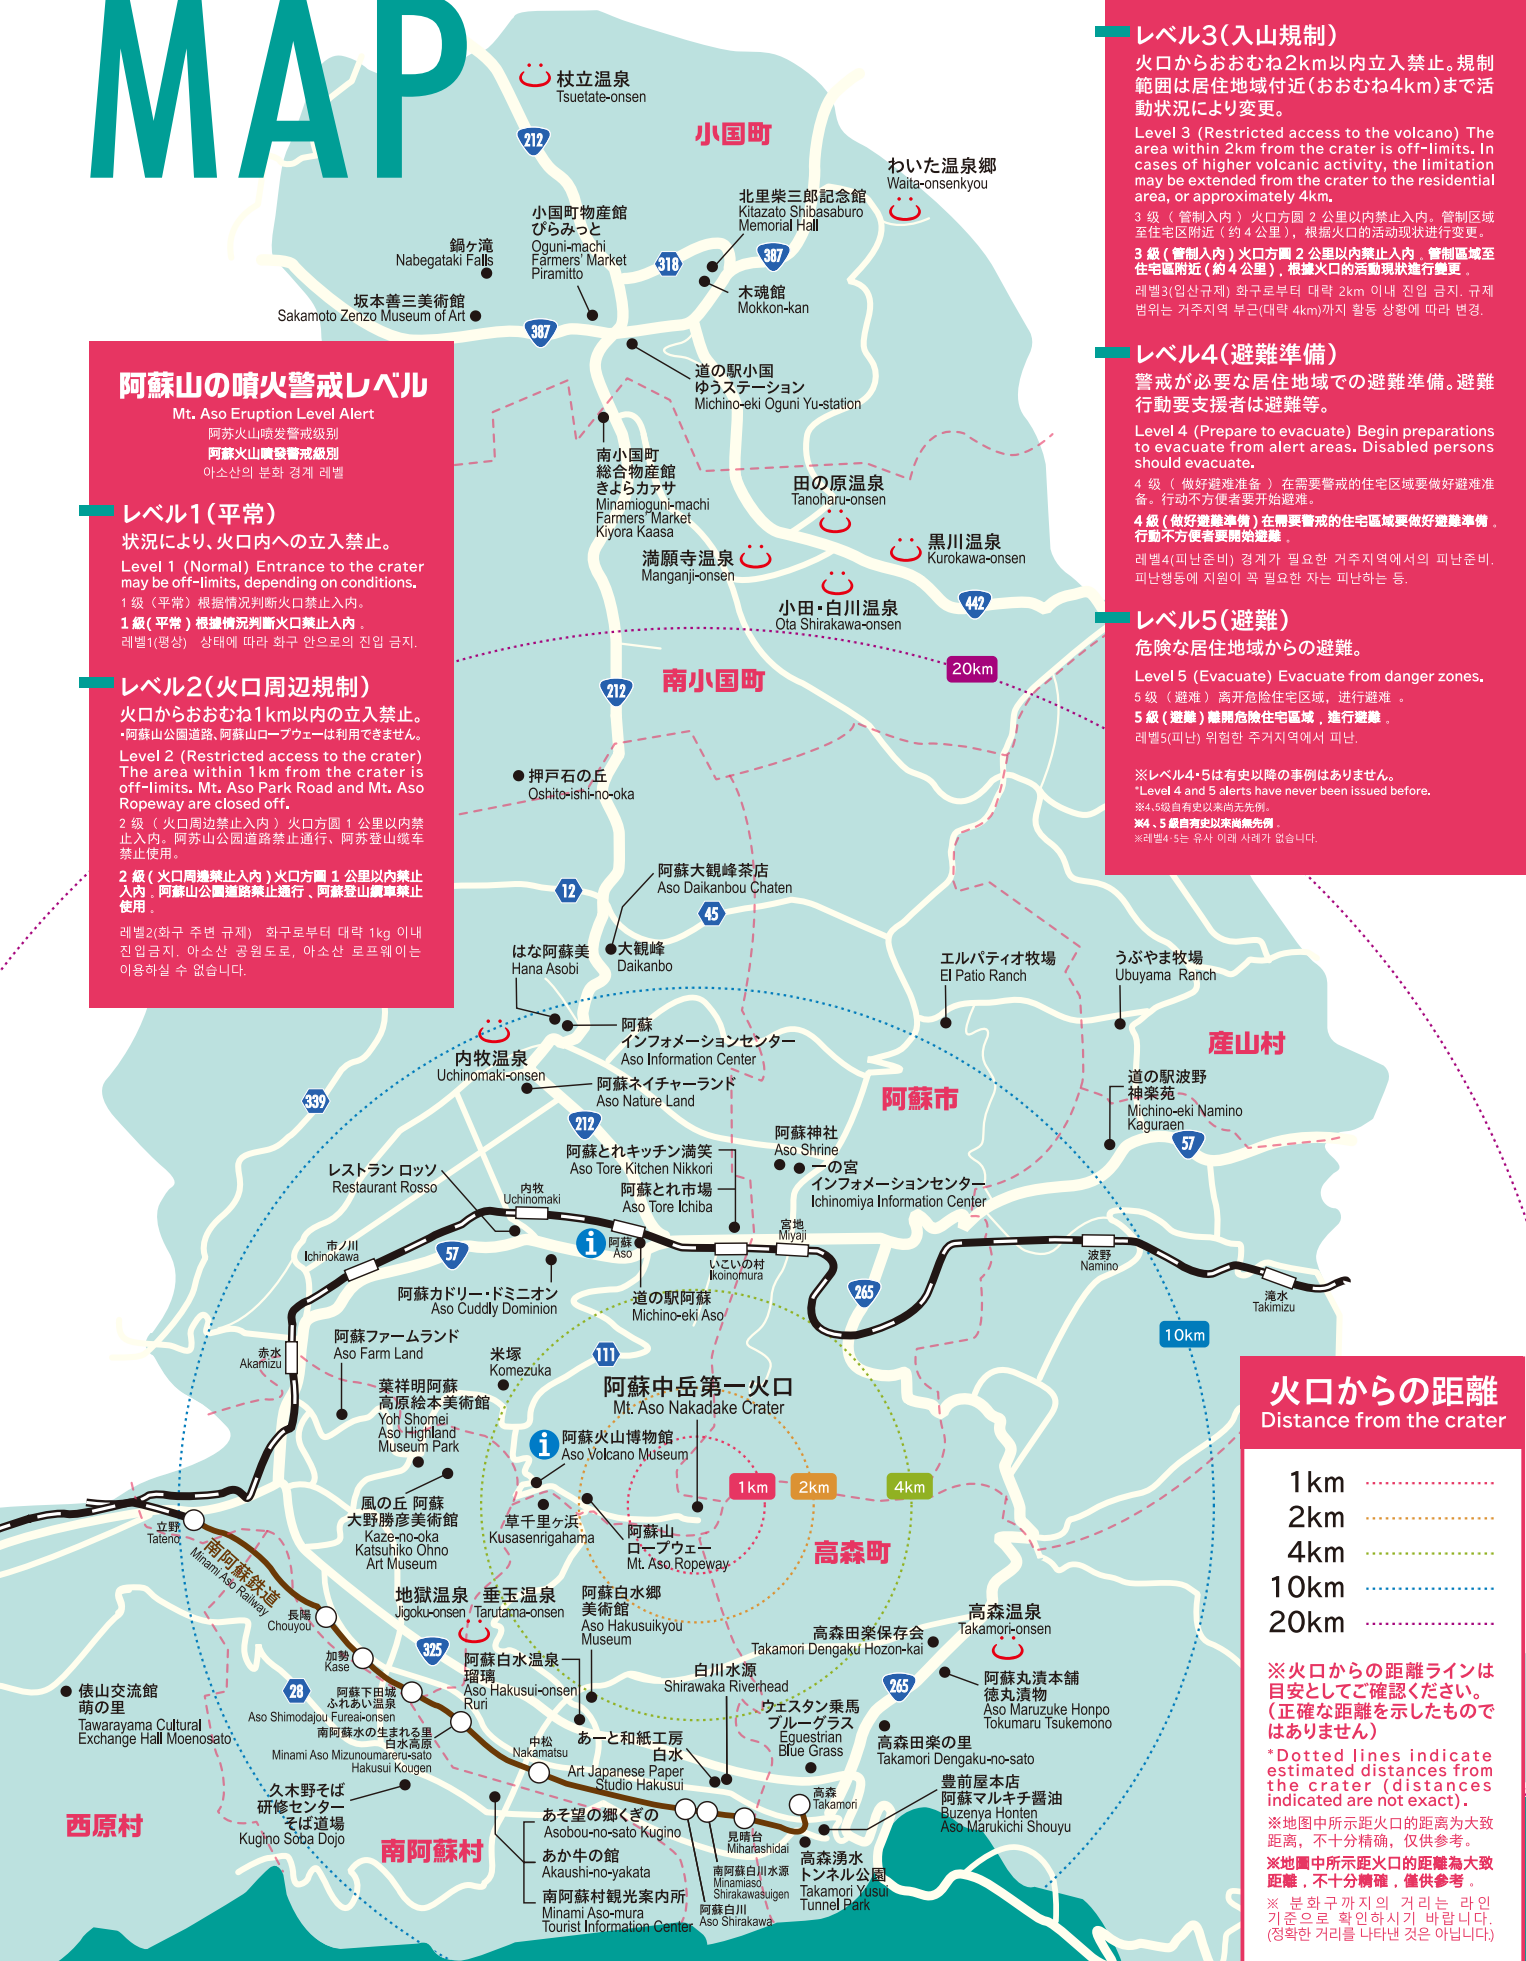 MAP
杖立温泉
Tsuetate-onsen
212
小国町
わいた温泉郷
Waita-onsenkyou
北里柴三郎記念館
Kitazato Shibasaburo
Memorial Hall
小国町物産館
ぴらみっと
Oguni-machi
Farmers' Market
Piramitto
鍋ヶ滝
Nabegataki Falls
318
387
木魂館
Mokkon-kan
坂本善三美術館
Sakamoto Zenzo Museum of Art
387
道の駅小国
ゆうステーション
Michino-eki Oguni Yu-station
南小国町
総合物産館
きよらカァサ
Minamioguni-machi
Farmers' Market
Kiyora Kaasa
田の原温泉
Tanoharu-onsen
満願寺温泉
Manganji-onsen
黒川温泉
Kurokawa-onsen
小田・白川温泉
Ota Shirakawa-onsen
442
20km
南小国町
212
押戸石の丘
Oshito-ishi-no-oka
阿蘇大観峰茶店
Aso Daikanbou Chaten
12
45
はな阿蘇美
Hana Asobi
大観峰
Daikanbo
エルパティオ牧場
El Patio Ranch
うぶやま牧場
Ubuyama Ranch
産山村
阿蘇
インフォメーションセンター
Aso Information Center
内牧温泉
Uchinomaki-onsen
阿蘇ネイチャーランド
Aso Nature Land
阿蘇市
道の駅波野
神楽苑
Michino-eki Namino
Kaguraen
57
339
212
阿蘇とれキッチン満笑
Aso Tore Kitchen Nikkori
阿蘇とれ市場
Aso Tore Ichiba
阿蘇神社
Aso Shrine
一の宮
インフォメーションセンター
Ichinomiya Information Center
レストラン ロッソ
Restaurant Rosso
内牧
Uchinomaki
市ノ川
Ichinokawa
57
i
阿蘇
Aso
いこいの村
Ikoinomura
宮地
Miyaji
波野
Namino
滝水
Takimizu
阿蘇カドリー・ドミニオン
Aso Cuddly Dominion
道の駅阿蘇
Michino-eki Aso
265
10km
赤水
Akamizu
阿蘇ファームランド
Aso Farm Land
米塚
Komezuka
111
阿蘇中岳第一火口
Mt. Aso Nakadake Crater
葉祥明阿蘇
高原絵本美術館
Yoh Shomei
Aso Highland
Museum Park
i
阿蘇火山博物館
Aso Volcano Museum
1km
2km
4km
風の丘 阿蘇
大野勝彦美術館
Kaze-no-oka
Katsuhiko Ohno
Art Museum
草千里ヶ浜
Kusasenrigahama
阿蘇山
ロープウェー
Mt. Aso Ropeway
高森町
立野
Tateno
南阿蘇鉄道
Minami Aso Railway
長陽
Chouyou
加勢
Kase
地獄温泉
Jigoku-onsen
垂玉温泉
Tarutama-onsen
325
阿蘇白水郷
美術館
Aso Hakusuikyou
Museum
阿蘇白水温泉
瑠璃
Aso Hakusui-onsen
Ruri
高森温泉
Takamori-onsen
高森田楽保存会
Takamori Dengaku Hozon-kai
白川水源
Shirawaka Riverhead
265
阿蘇丸漬本舗
徳丸漬物
Aso Maruzuke Honpo
Tokumaru Tsukemono
ウェスタン乗馬
ブルーグラス
Eguestrian
Blue Grass
高森田楽の里
Takamori Dengaku-no-sato
28
俵山交流館
萌の里
Tawarayama Cultural
Exchange Hall Moenosato
阿蘇下田城
ふれあい温泉
Aso Shimodajou Fureai-onsen
南阿蘇水の生まれる里
白水高原
Minami Aso Mizunoumareru-sato
Hakusui Kougen
中松
Nakamatsu
あーと和紙工房
白水
Art Japanese Paper
Studio Hakusui
高森
Takamori
豊前屋本店
阿蘇マルキチ醤油
Buzenya Honten
Aso Marukichi Shouyu
西原村
久木野そば
研修センター
そば道場
Kugino Soba Dojo
南阿蘇村
あそ望の郷くぎの
Asobou-no-sato Kugino
あか牛の館
Akaushi-no-yakata
南阿蘇村観光案内所
Minami Aso-mura
Tourist Information Center
見晴台
Miharashidai
南阿蘇白川水源
Minamiaso
Shirakawasuigen
阿蘇白川
Aso Shirakawa
高森湧水
トンネル公園
Takamori Yusui
Tunnel Park
阿蘇山の噴火警戒レベル
Mt. Aso Eruption Level Alert
阿苏火山喷发警戒级别
阿蘇火山噴發警戒級別
아소산의 분화 경계 레벨
レベル1(平常)
状況により、火口内への立入禁止。
Level 1 (Normal) Entrance to the crater
may be off-limits, depending on conditions.
1 级（平常）根据情况判断火口禁止入内。
1 級 ( 平常 ) 根據情況判斷火口禁止入內 .
레벨1(평상) 상태에 따라 화구 안으로의 진입 금지.
レベル2(火口周辺規制)
火口からおおむね1km以内の立入禁止。
・阿蘇山公園道路、阿蘇山ロープウェーは利用できません。
Level 2 (Restricted access to the crater)
The area within 1km from the crater is
off-limits. Mt. Aso Park Road and Mt. Aso
Ropeway are closed off.
2 级（ 火口周边禁止入内 ）火口方圆 1 公里以内禁
止入内。阿苏山公园道路禁止通行、阿苏登山缆车
禁止使用。
2 級 ( 火口周邊禁止入內 ) 火口方圓 1 公里以內禁止
入內 . 阿蘇山公園道路禁止通行 、阿蘇登山纜車禁止
使用 .
레벨2(화구 주변 규제) 화구로부터 대략 1kg 이내
진입금지. 아소산 공원도로, 아소산 로프웨이는
이용하실 수 없습니다.
レベル3(入山規制)
火口からおおむね2km以内立入禁止。規制
範囲は居住地域付近(おおむね4km)まで活
動状況により変更。
Level 3 (Restricted access to the volcano) The
area within 2km from the crater is off-limits. In
cases of higher volcanic activity, the limitation
may be extended from the crater to the residential
area, or approximately 4km.
3 级（ 管制入内 ）火口方圆 2 公里以内禁止入内。管制区域
至住宅区附近（ 约 4 公里 ），根据火口的活动现状进行变更。
3 級 ( 管制入內 ) 火口方圓 2 公里以內禁止入內 . 管制區域至
住宅區附近 ( 約 4 公里 ) , 根據火口的活動現狀進行變更 .
레벨3(입산규제) 화구로부터 대략 2km 이내 진입 금지. 규제
범위는 거주지역 부근(대략 4km)까지 활동 상황에 따라 변경.
レベル4(避難準備)
警戒が必要な居住地域での避難準備。避難
行動要支援者は避難等。
Level 4 (Prepare to evacuate) Begin preparations
to evacuate from alert areas. Disabled persons
should evacuate.
4 级（ 做好避难准备 ）在需要警戒的住宅区域要做好避难准
备。行动不方便者要开始避难。
4 級 ( 做好避難準備 ) 在需要警戒的住宅區域要做好避難準備 .
行動不方便者要開始避難 .
레벨4(피난준비) 경계가 필요한 거주지역에서의 피난준비.
피난행동에 지원이 꼭 필요한 자는 피난하는 등.
レベル5(避難)
危険な居住地域からの避難。
Level 5 (Evacuate) Evacuate from danger zones.
5 级（ 避难 ）离开危险住宅区域，进行避难 。
5 級 ( 避難 ) 離開危險住宅區域 , 進行避難 .
레벨5(피난) 위험한 주거지역에서 피난.
※レベル4・5は有史以降の事例はありません。
*Level 4 and 5 alerts have never been issued before.
※4、5级自有史以来尚无先例。
※4 、5 級自有史以來尚無先例 .
※레벨4·5는 유사 이래 사례가 없습니다.
火口からの距離
Distance from the crater
1km
2km
4km
10km
20km
※火口からの距離ラインは
目安としてご確認ください。
(正確な距離を示したもので
はありません)
*Dotted lines indicate
estimated distances from
the crater (distances
indicated are not exact).
※地图中所示距火口的距离为大致
距离，不十分精确，仅供参考。
※地圖中所示距火口的距離為大致
距離 , 不十分精確 , 僅供參考 .
※ 분화구까지의 거리는 라인
기준으로 확인하시기 바랍니다.
(정확한 거리를 나타낸 것은 아닙니다.)